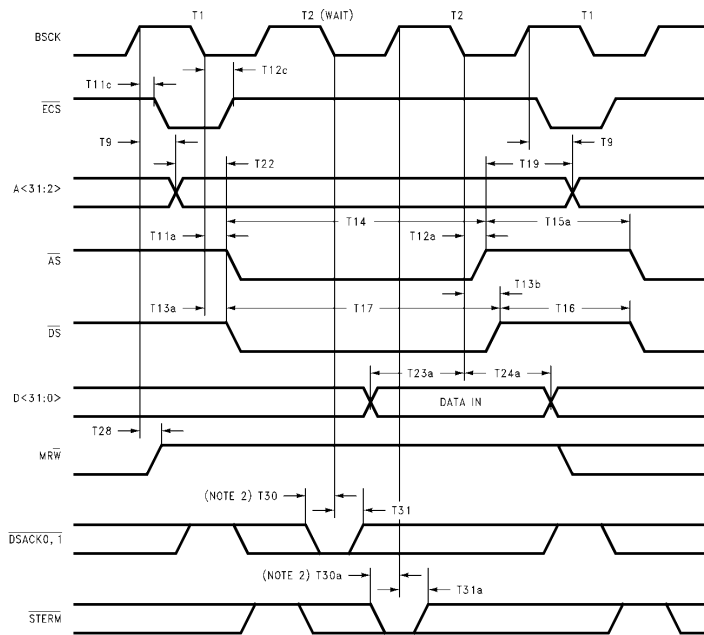 T1 T2 (WAIT) T2 T1
BSCK
T11c T12c
ECS
T9 T9
T22 T19
A<31:2>
T14
T11a T12a T15a
AS
T13b
T13a T17 T16
DS
T23a T24a
D<31:0> DATA IN
T28
MRW
(NOTE 2) T30 T31
DSACK0, 1
(NOTE 2) T30a T31a
STERM